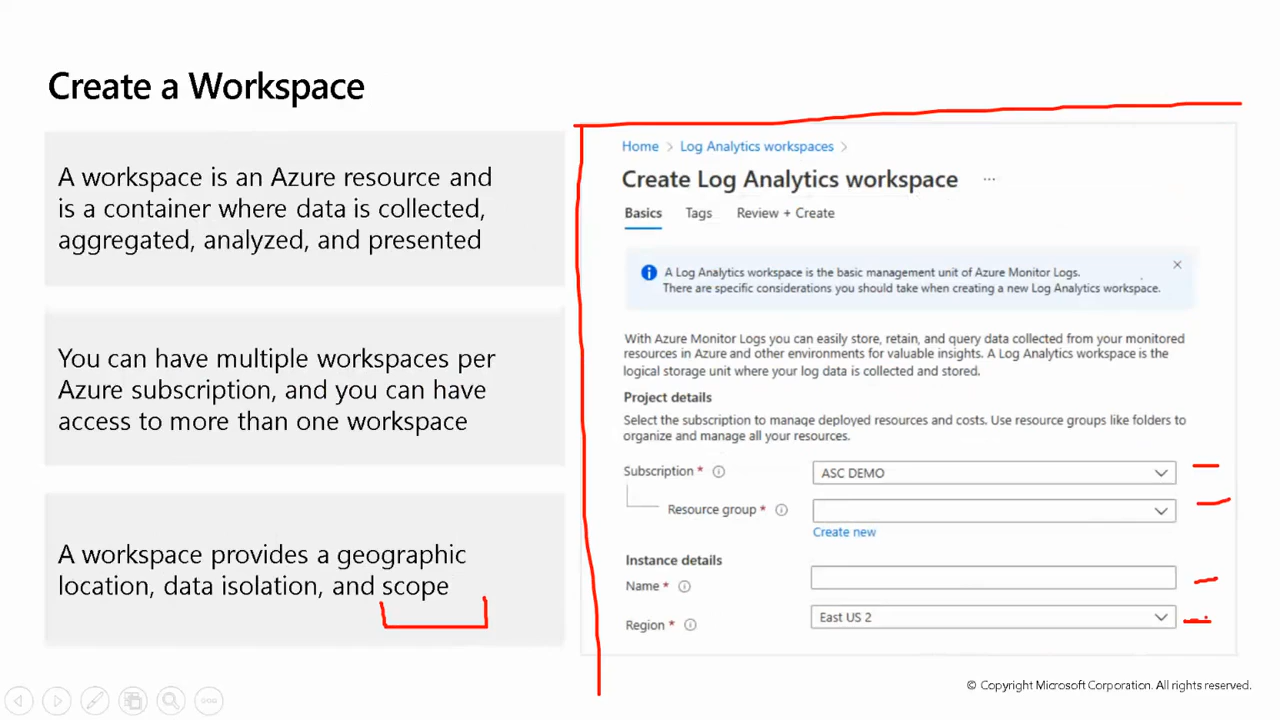 Create a Workspace
A workspace is an Azure resource and
is a container where data is collected,
aggregated, analyzed, and presented
You can have multiple workspaces per
Azure subscription, and you can have
access to more than one workspace
A workspace provides a geographic
location, data isolation, and scope
Home > Log Analytics workspaces >
Create Log Analytics workspace ...
Basics Tags Review + Create
A Log Analytics workspace is the basic management unit of Azure Monitor Logs.
There are specific considerations you should take when creating a new Log Analytics workspace.
With Azure Monitor Logs you can easily store, retain, and query data collected from your monitored
resources in Azure and other environments for valuable insights. A Log Analytics workspace is the
logical storage unit where your log data is collected and stored.
Project details
Select the subscription to manage deployed resources and costs. Use resource groups like folders to
organize and manage all your resources.
Subscription * ASC DEMO
Resource group *
Create new
Instance details
Name *
Region * East US 2
© Copyright Microsoft Corporation. All rights reserved.